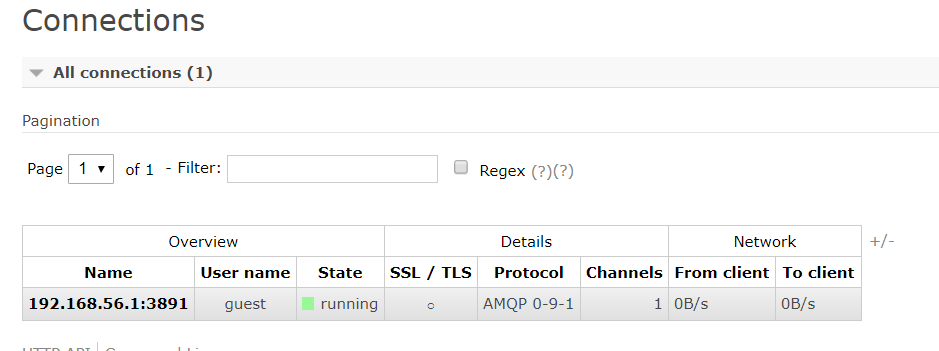 Connections
All connections (1)
Pagination
Page 1 of 1 - Filter: Regex (?)(?)
Overview Details Network +/-
Name User name State SSL / TLS Protocol Channels From client To client
192.168.56.1:3891 guest running ○ AMQP 0-9-1 1 0B/s 0B/s